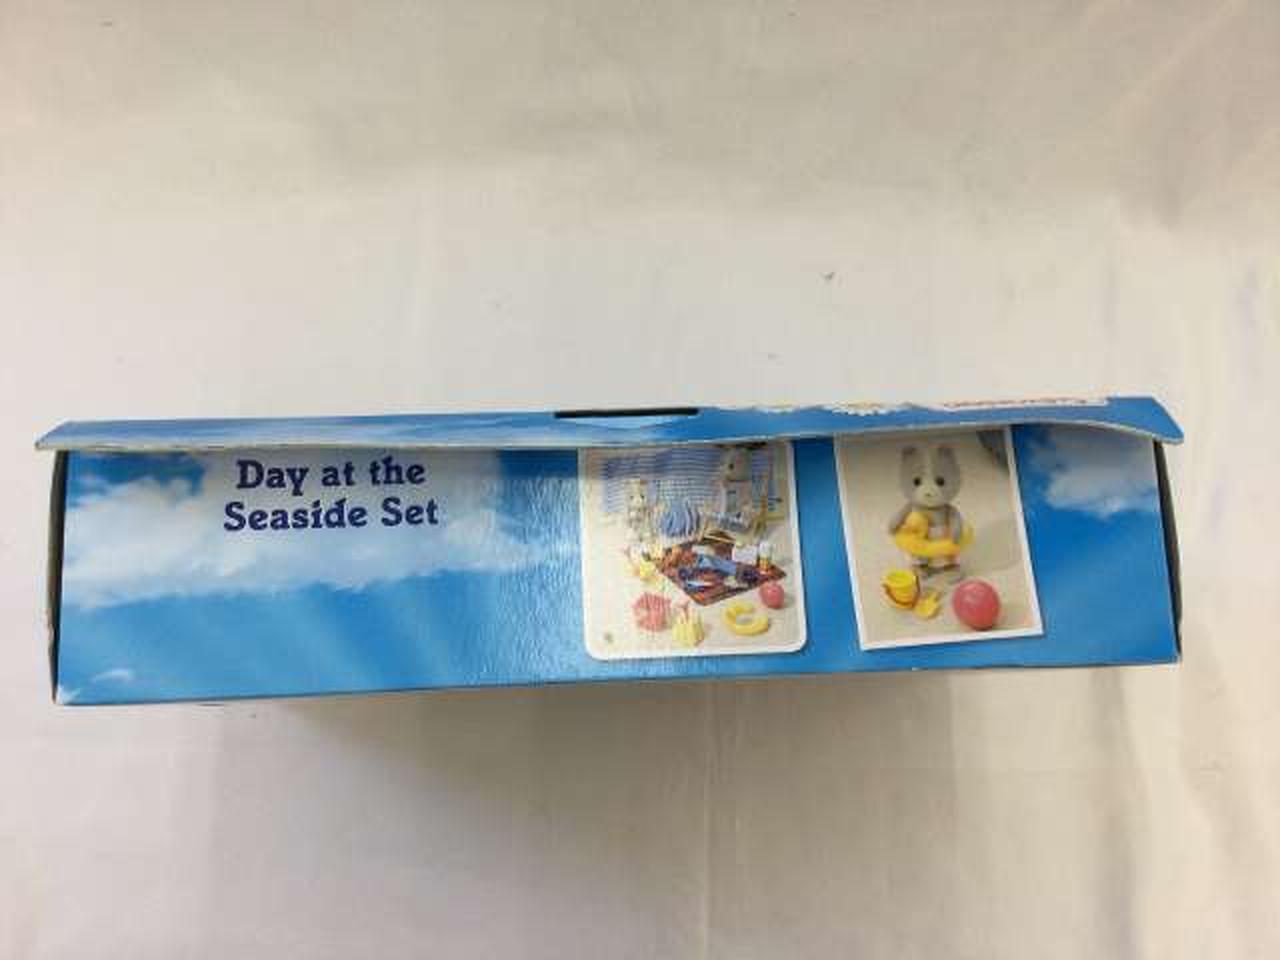 Day at the
Seaside Set